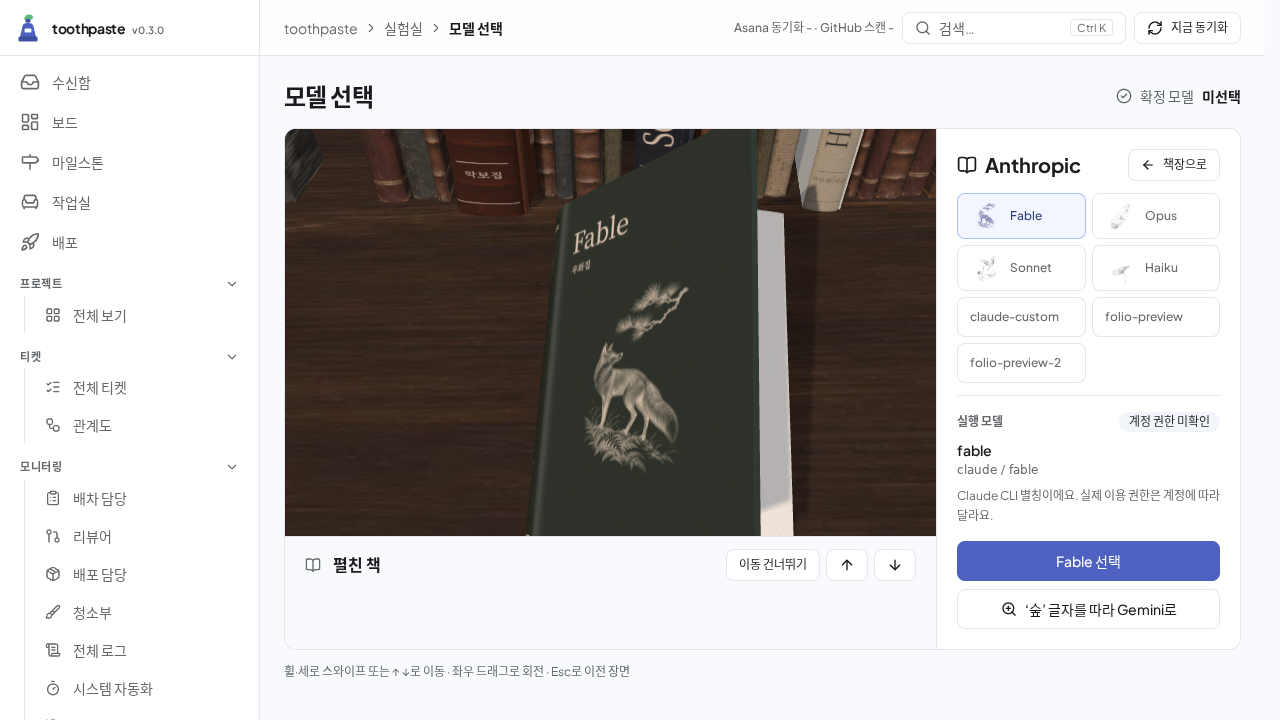 toothpaste v0.3.0
수신함
보드
마일스톤
작업실
배포
프로젝트
전체 보기
티켓
전체 티켓
관계도
모니터링
배차 담당
리뷰어
배포 담당
청소부
전체 로그
시스템 자동화
toothpaste > 실험실 > 모델 선택
Asana 동기화 - · GitHub 스캔 -
검색...
Ctrl K
지금 동기화
모델 선택
확정 모델 미선택
악보집
Fable
우화집
펼친 책
이동 건너뛰기
휠·세로 스와이프 또는 ↑ ↓로 이동 · 좌우 드래그로 회전 · Esc로 이전 장면
Anthropic
책장으로
Fable
Opus
Sonnet
Haiku
claude-custom
folio-preview
folio-preview-2
실행 모델
계정 권한 미확인
fable
claude / fable
Claude CLI 별칭이에요. 실제 이용 권한은 계정에 따라
달라요.
Fable 선택
‘숲’ 글자를 따라 Gemini로